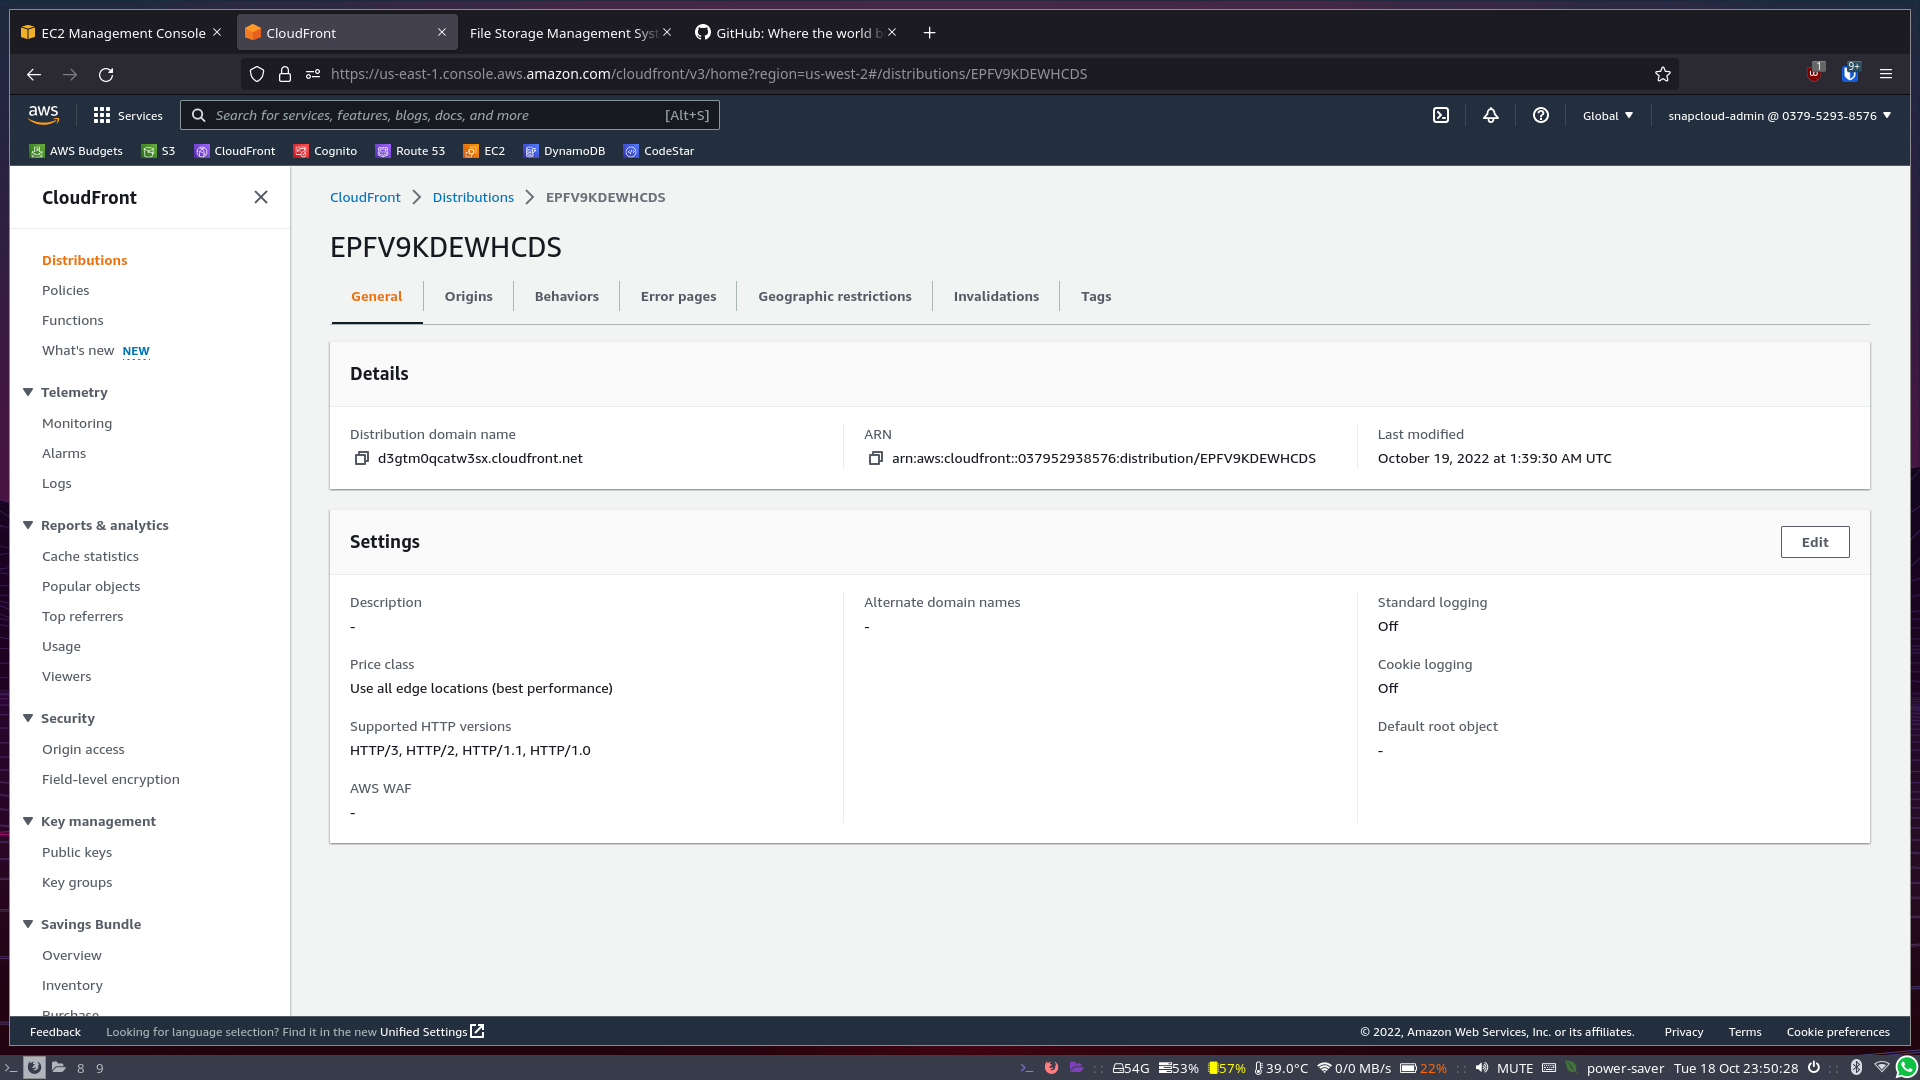 EC2 Management Console
CloudFront
File Storage Management Syst
GitHub: Where the world b
https://us-east-1.console.aws.amazon.com/cloudfront/v3/home?region=us-west-2#/distributions/EPFV9KDEWHCDS
1
9+
aws
Services
Search for services, features, blogs, docs, and more
[Alt+S]
Global
snapcloud-admin @ 0379-5293-8576
AWS Budgets
S3
CloudFront
Cognito
Route 53
EC2
DynamoDB
CodeStar
CloudFront
Distributions
Policies
Functions
What's new NEW
Telemetry
Monitoring
Alarms
Logs
Reports & analytics
Cache statistics
Popular objects
Top referrers
Usage
Viewers
Security
Origin access
Field-level encryption
Key management
Public keys
Key groups
Savings Bundle
Overview
Inventory
Purchase
CloudFront
Distributions
EPFV9KDEWHCDS
EPFV9KDEWHCDS
General
Origins
Behaviors
Error pages
Geographic restrictions
Invalidations
Tags
Details
Distribution domain name
d3gtm0qcatw3sx.cloudfront.net
ARN
arn:aws:cloudfront::037952938576:distribution/EPFV9KDEWHCDS
Last modified
October 19, 2022 at 1:39:30 AM UTC
Settings
Edit
Description
-
Price class
Use all edge locations (best performance)
Supported HTTP versions
HTTP/3, HTTP/2, HTTP/1.1, HTTP/1.0
AWS WAF
-
Alternate domain names
-
Standard logging
Off
Cookie logging
Off
Default root object
-
Feedback
Looking for language selection? Find it in the new Unified Settings
© 2022, Amazon Web Services, Inc. or its affiliates.
Privacy
Terms
Cookie preferences
8 9
54G 53% 57% 39.0°C 0/0 MB/s 22% MUTE power-saver Tue 18 Oct 23:50:28